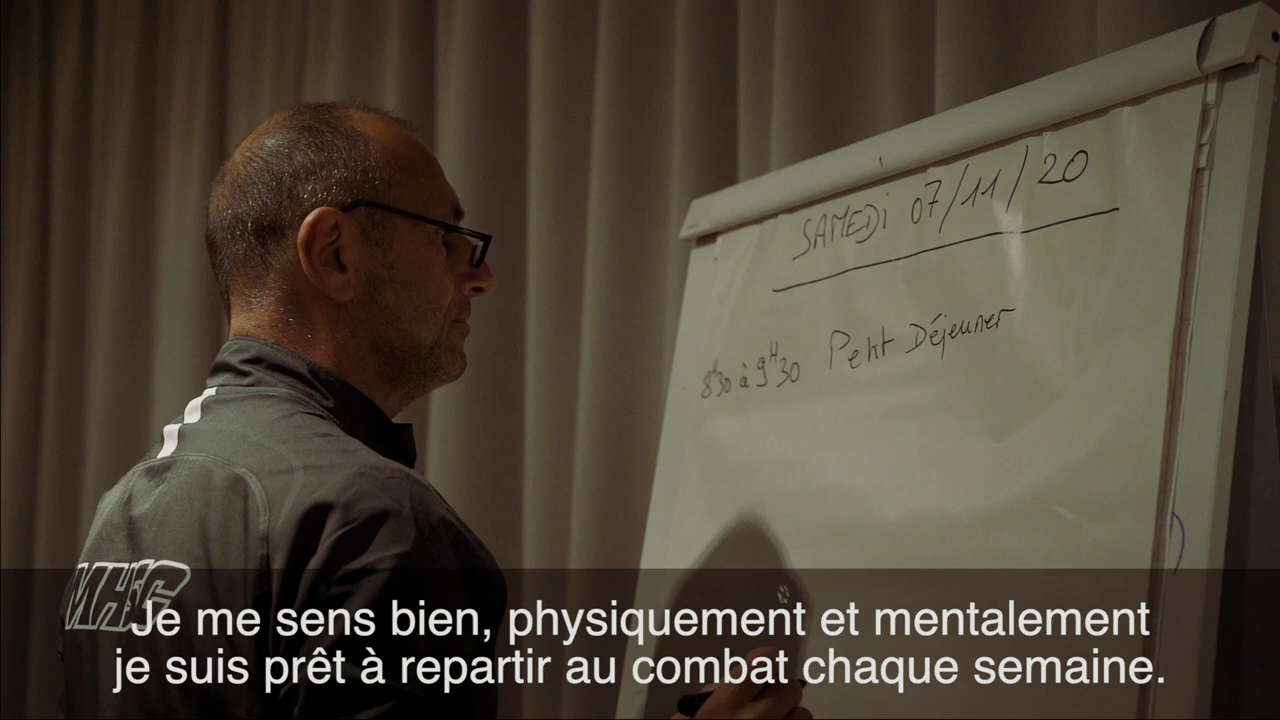 SAMEDI 07/11/20
8H30 à 9H30 Petit Déjeuner
MHSC
Je me sens bien, physiquement et mentalement
je suis prêt à repartir au combat chaque semaine.